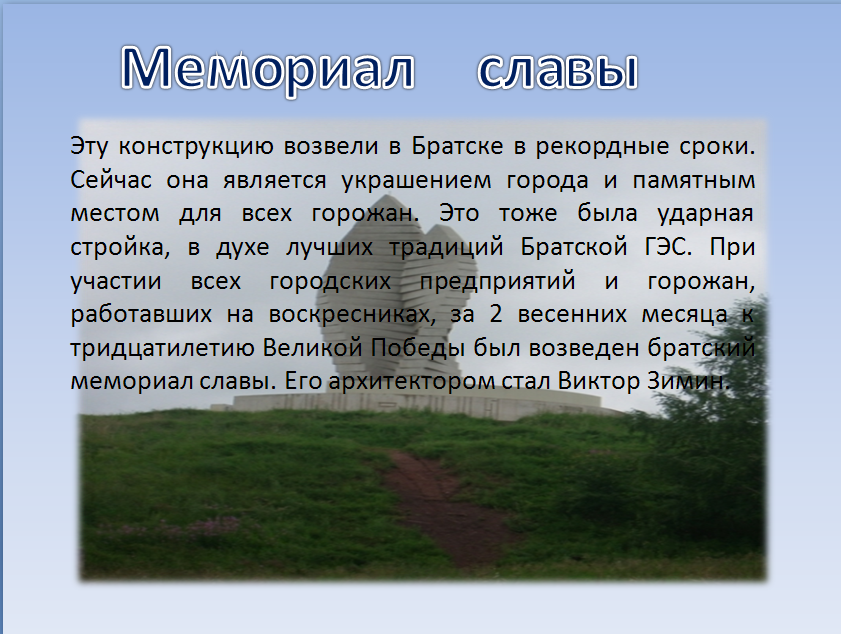 Мемориал славы
Эту конструкцию возвели в Братске в рекордные сроки.
Сейчас она является украшением города и памятным
местом для всех горожан. Это тоже была ударная
стройка, в духе лучших традиций Братской ГЭС. При
участии всех городских предприятий и горожан,
работавших на воскресниках, за 2 весенних месяца к
тридцатилетию Великой Победы был возведен братский
мемориал славы. Его архитектором стал Виктор Зимин.